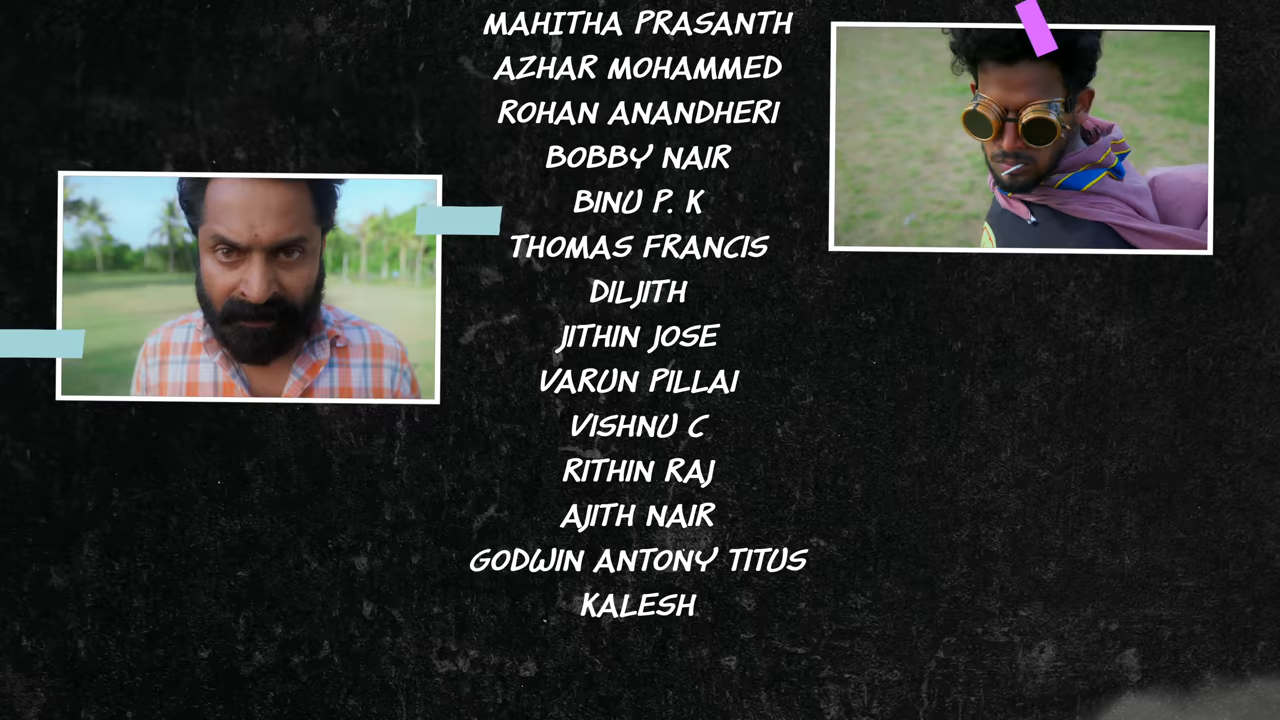 MAHITHA PRASANTH
AZHAR MOHAMMED
ROHAN ANANDHERI
BOBBY NAIR
BINU P. K
THOMAS FRANCIS
DILJITH
JITHIN JOSE
VARUN PILLAI
VISHNU C
RITHIN RAJ
AJITH NAIR
GODWIN ANTONY TITUS
KALESH